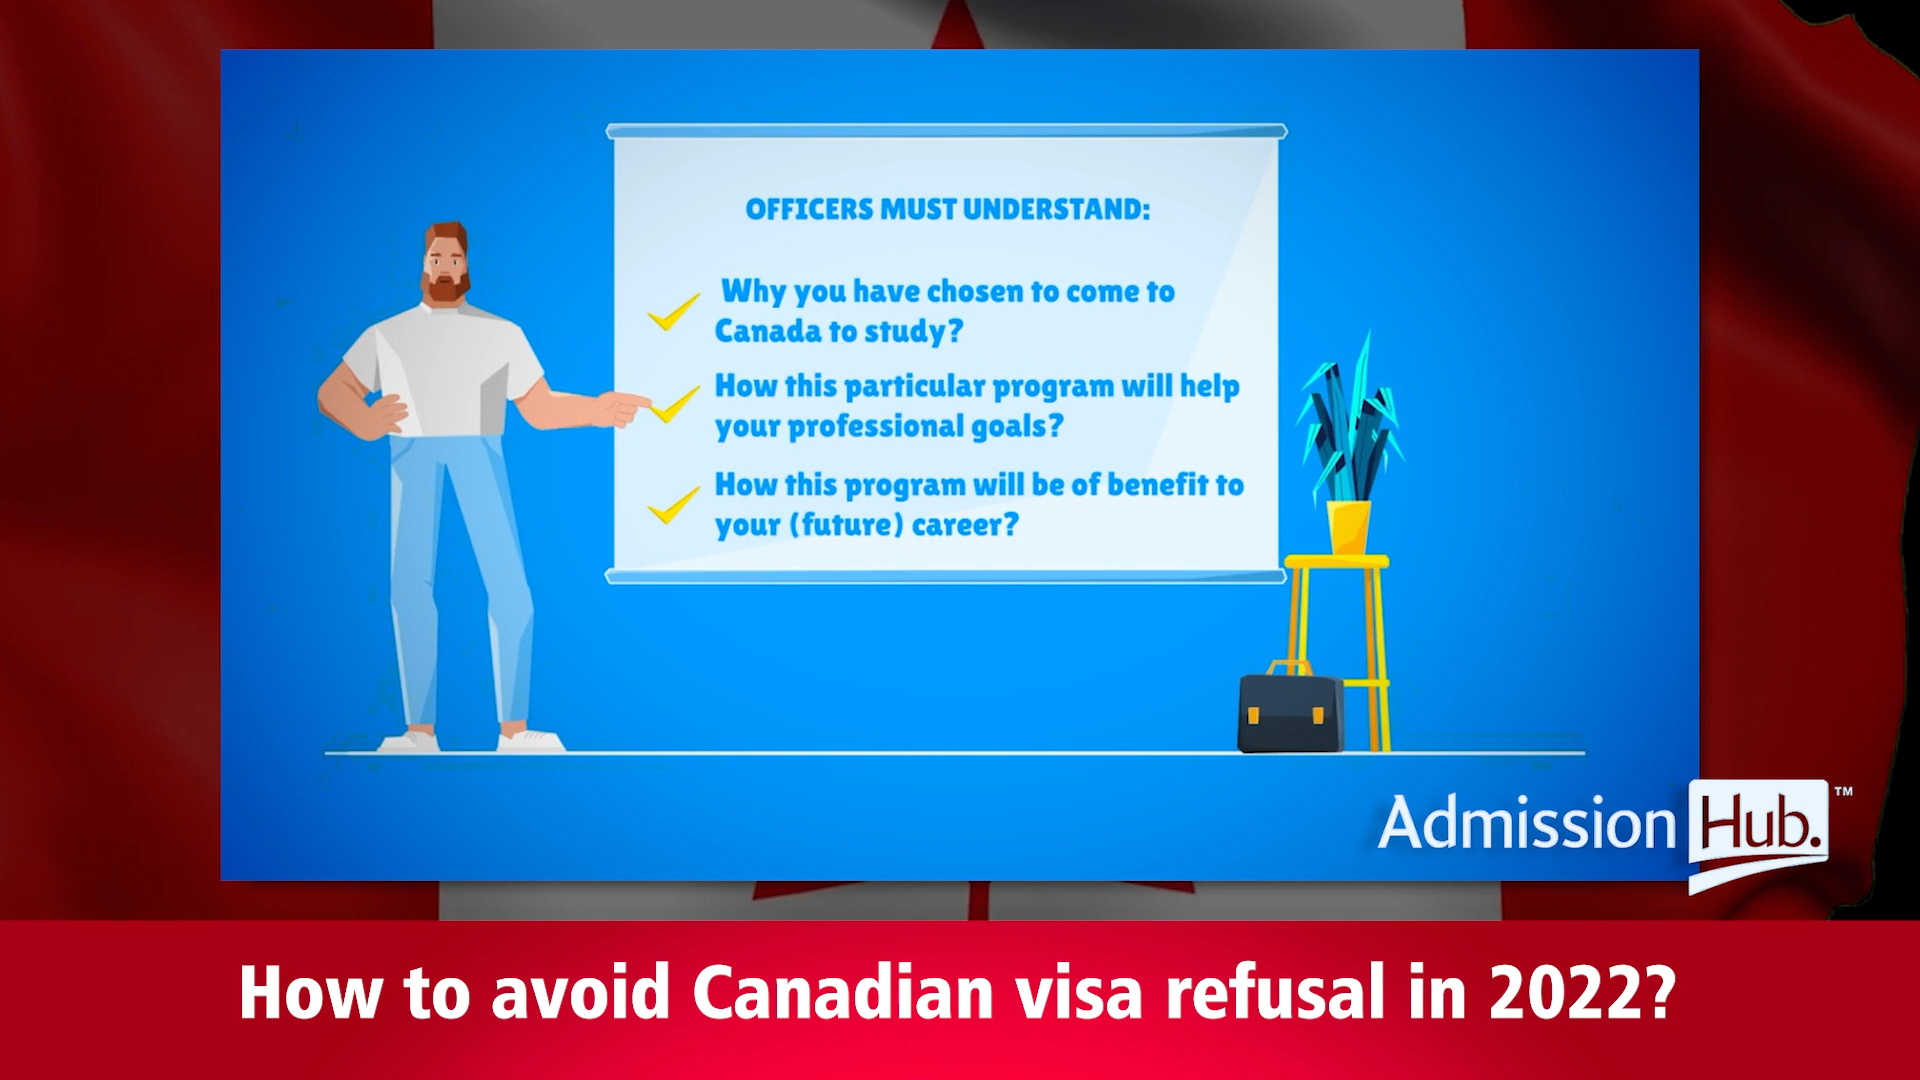 OFFICERS MUST UNDERSTAND:
Why you have chosen to come to
Canada to study?
How this particular program will help
your professional goals?
How this program will be of benefit to
your (future) career?
Admission Hub.™
How to avoid Canadian visa refusal in 2022?